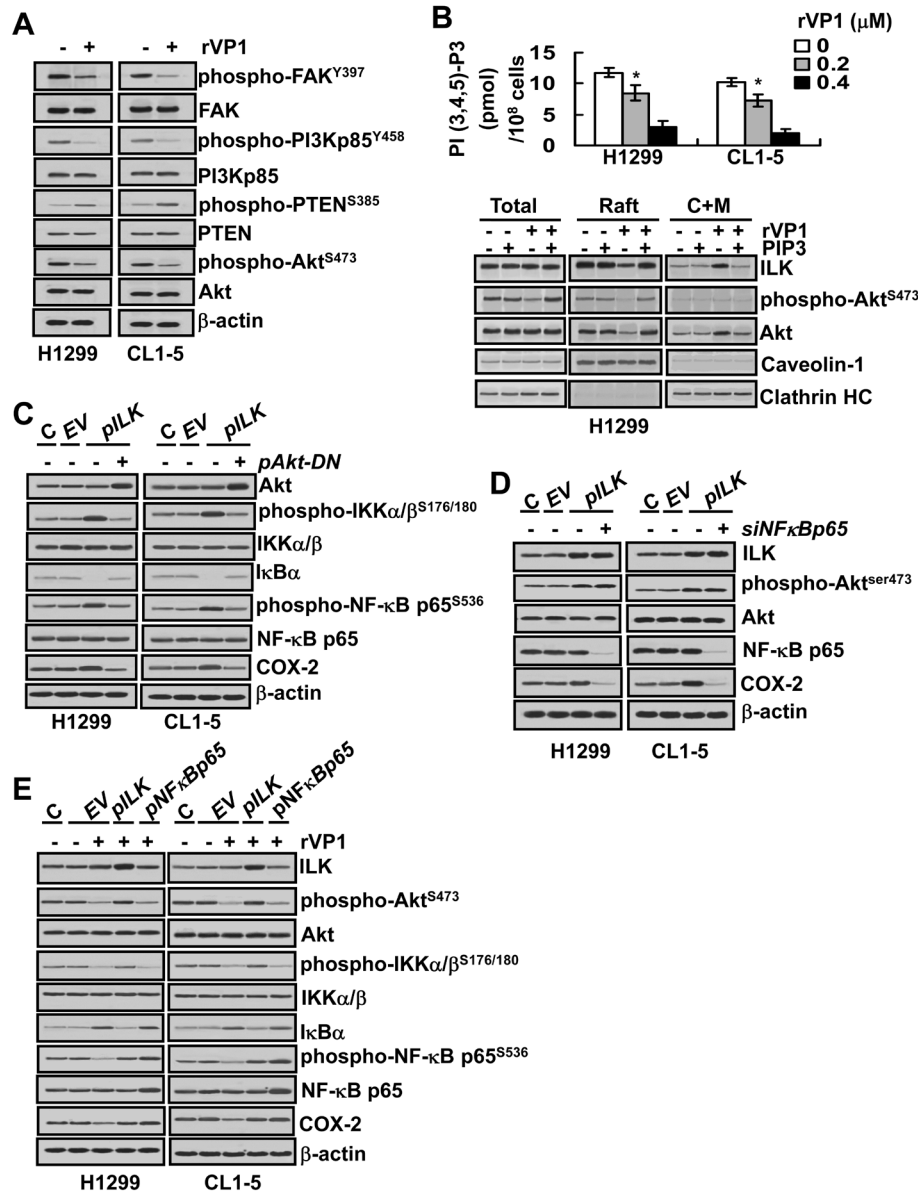 A
- + - + rVP1
phospho-FAKY397
FAK
phospho-PI3Kp85Y458
PI3Kp85
phospho-PTENS385
PTEN
phospho-AktS473
Akt
β-actin
H1299 CL1-5
B
rVP1 (μM)
0
0.2
0.4
PI (3,4,5)-P3
(pmol)
/10⁸ cells
15
10
5
0
* *
H1299 CL1-5
Total Raft C+M
- - + + - - + + - - + + rVP1
- + - + - + - + - + - + PIP3
ILK
phospho-AktS473
Akt
Caveolin-1
Clathrin HC
H1299
C
C EV pILK C EV pILK
- - - + - - - + pAkt-DN
Akt
phospho-IKKα/βS176/180
IKKα/β
IκBα
phospho-NF-κB p65S536
NF-κB p65
COX-2
β-actin
H1299 CL1-5
D
C EV pILK C EV pILK
- - - + - - - + siNFκBp65
ILK
phospho-Aktser473
Akt
NF-κB p65
COX-2
β-actin
H1299 CL1-5
E
C EV pILK pNFκBp65 C EV pILK pNFκBp65
- - + + + - - + + + rVP1
ILK
phospho-AktS473
Akt
phospho-IKKα/βS176/180
IKKα/β
IκBα
phospho-NF-κB p65S536
NF-κB p65
COX-2
β-actin
H1299 CL1-5